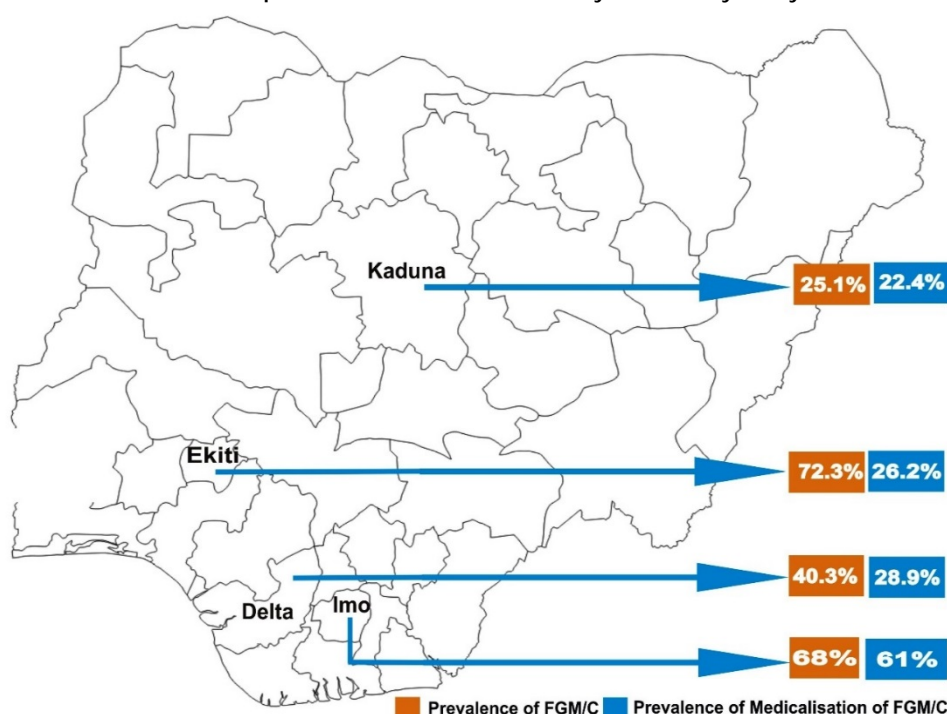 Kaduna
25.1% 22.4%
Ekiti
72.3% 26.2%
40.3% 28.9%
Delta Imo
68% 61%
Prevalence of FGM/C Prevalence of Medicalisation of FGM/C